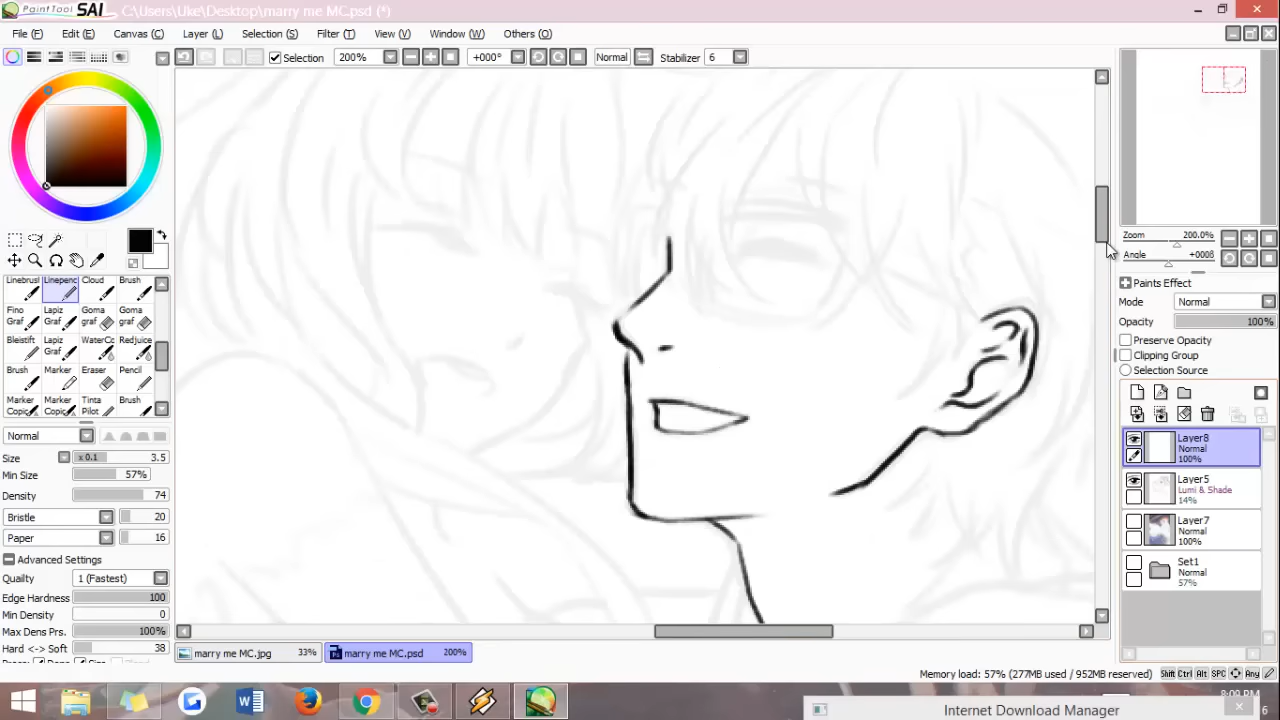 PaintTool SAI C:\Users\Uke\Desktop\marry me MC.psd (*)
File (F) Edit (E) Canvas (C) Layer (L) Selection (S) Filter (T) View (V) Window (W) Others (O)
Selection 200% +000° Normal Stabilizer 6
Zoom 200.0%
Angle
Linebrusl Linepenc Cloud Brush
Fino Graf Lapiz Graf Goma graf Goma graf
Bleistift Lapiz Graf WaterCc Redjuice
Brush Marker Eraser Pencil
Marker Copic Marker Copic Tinta Pilot Brush
Normal
Size x 0.1 3.5
Min Size 57%
Density 74
Bristle 20
Paper 16
Advanced Settings
Quality 1 (Fastest)
Edge Hardness 100
Min Density 0
Max Dens Prs. 100%
Hard <-> Soft 38
Paints Effect
Mode Normal
Opacity 100%
Preserve Opacity
Clipping Group
Selection Source
Layer8
Normal
100%
Layer5
Lumi & Shade
14%
Layer7
Normal
100%
Set1
Normal
57%
marry me MC.jpg 33% marry me MC.psd 200%
Memory load: 57% (277MB used / 952MB reserved) Shift Ctrl Alt SPC Any
8:09 PM
Internet Download Manager